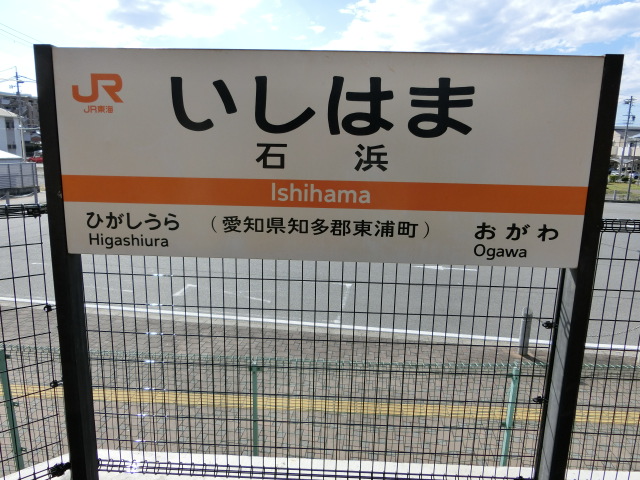 JR
JR東海
いしはま
石浜
Ishihama
ひがしうら
Higashiura
(愛知県知多郡東浦町)
おがわ
Ogawa